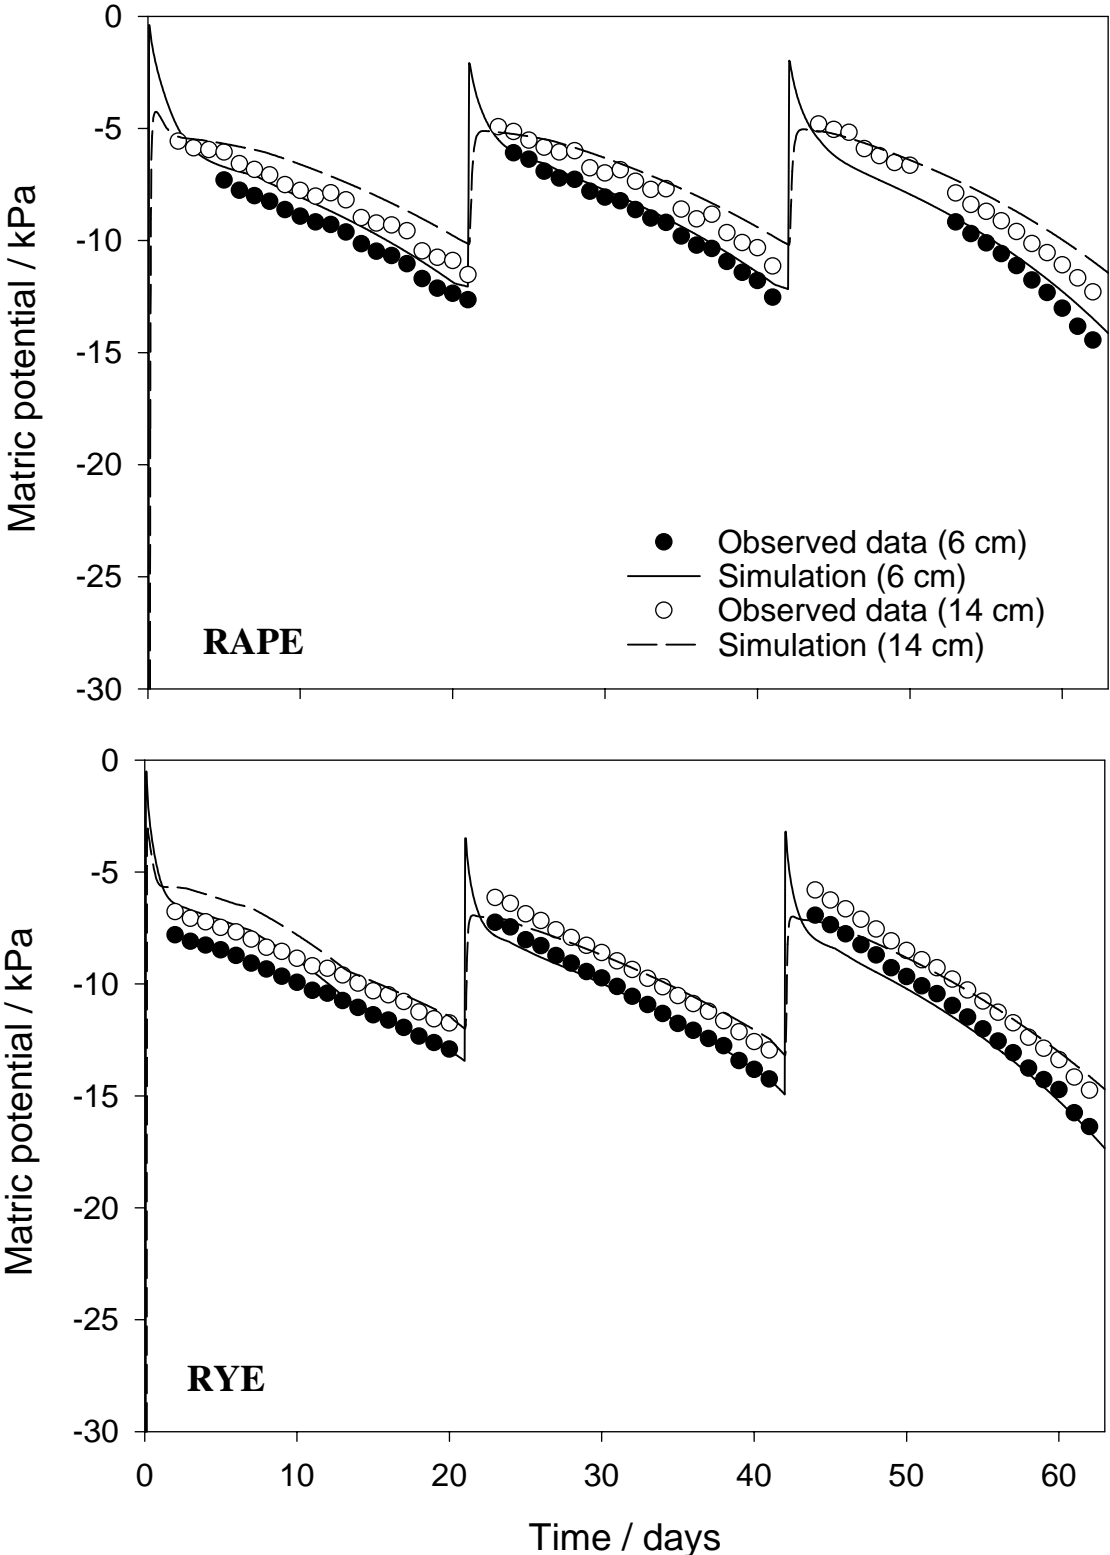 0
-5
-10
-15
-20
-25
-30
Matric potential / kPa
Observed data (6 cm)
Simulation (6 cm)
Observed data (14 cm)
Simulation (14 cm)
RAPE
0
-5
-10
-15
-20
-25
-30
Matric potential / kPa
RYE
0 10 20 30 40 50 60
Time / days